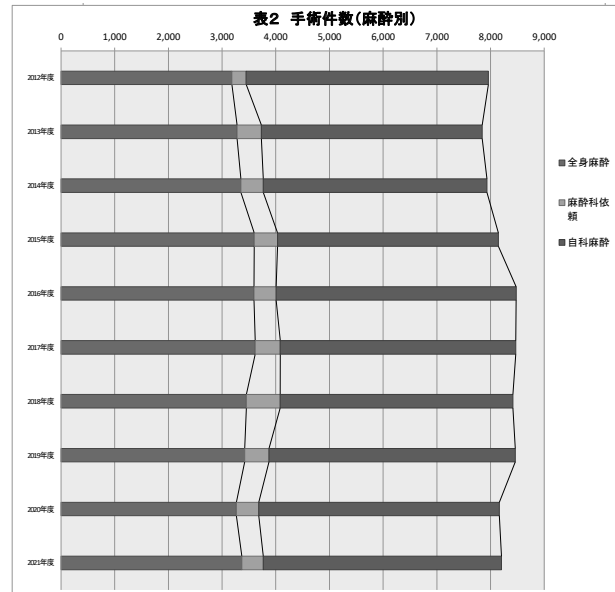 表2 手術件数(麻酔別)
0 1,000 2,000 3,000 4,000 5,000 6,000 7,000 8,000 9,000
2012年度
2013年度
2014年度
2015年度
2016年度
2017年度
2018年度
2019年度
2020年度
2021年度
全身麻酔
麻酔科依
頼
自科麻酔